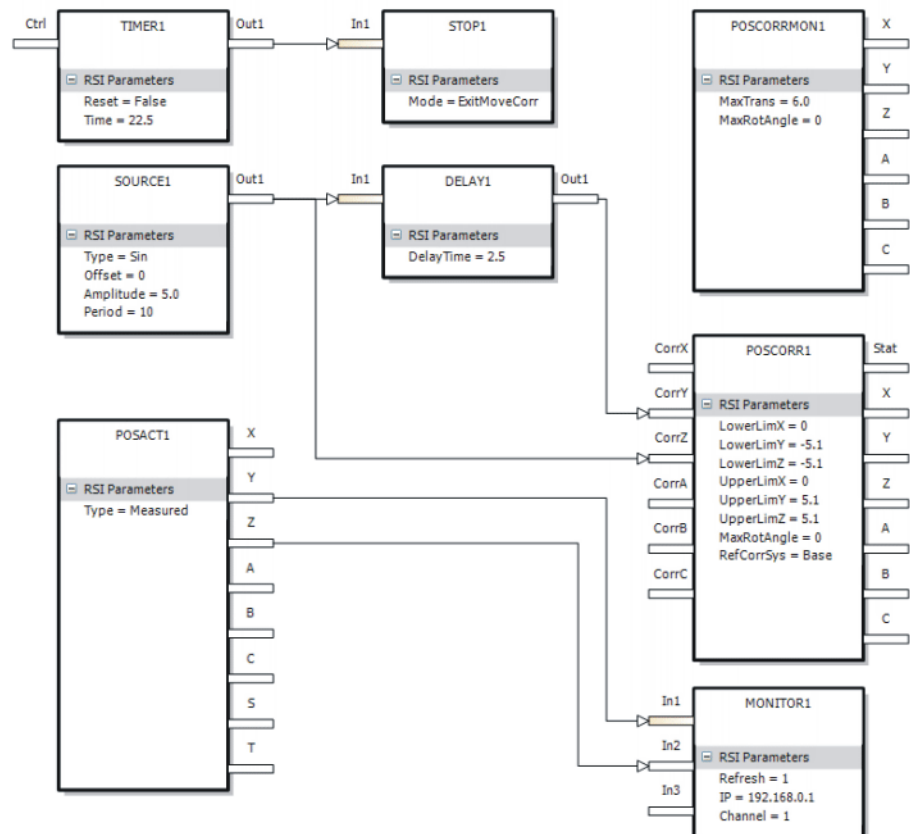 Ctrl
TIMER1
Out1
RSI Parameters
Reset = False
Time = 22.5
In1
STOP1
RSI Parameters
Mode = ExitMoveCorr
POSCORRMON1
RSI Parameters
MaxTrans = 6.0
MaxRotAngle = 0
X
Y
Z
A
B
C
SOURCE1
Out1
RSI Parameters
Type = Sin
Offset = 0
Amplitude = 5.0
Period = 10
In1
DELAY1
Out1
RSI Parameters
DelayTime = 2.5
CorrX
CorrY
CorrZ
CorrA
CorrB
CorrC
POSCORR1
RSI Parameters
LowerLimX = 0
LowerLimY = -5.1
LowerLimZ = -5.1
UpperLimX = 0
UpperLimY = 5.1
UpperLimZ = 5.1
MaxRotAngle = 0
RefCorrSys = Base
Stat
X
Y
Z
A
B
C
POSACT1
RSI Parameters
Type = Measured
X
Y
Z
A
B
C
S
T
In1
In2
In3
MONITOR1
RSI Parameters
Refresh = 1
IP = 192.168.0.1
Channel = 1